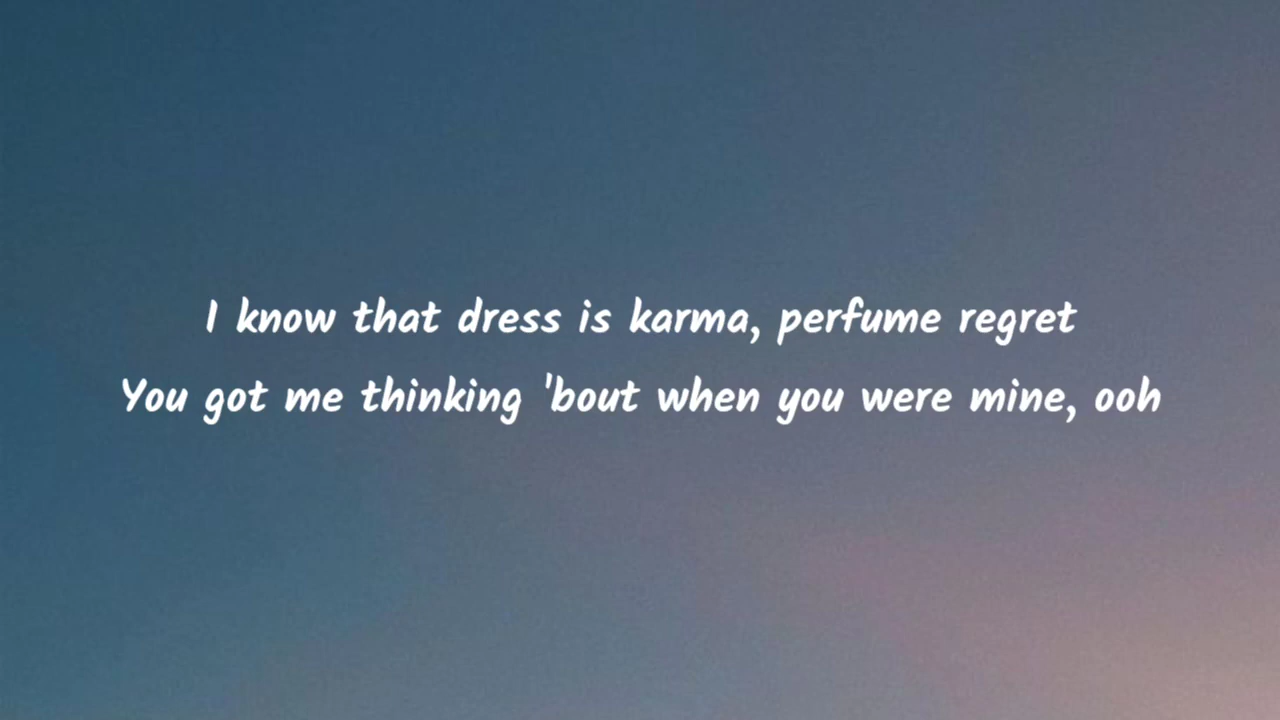 I know that dress is karma, perfume regret
You got me thinking 'bout when you were mine, ooh